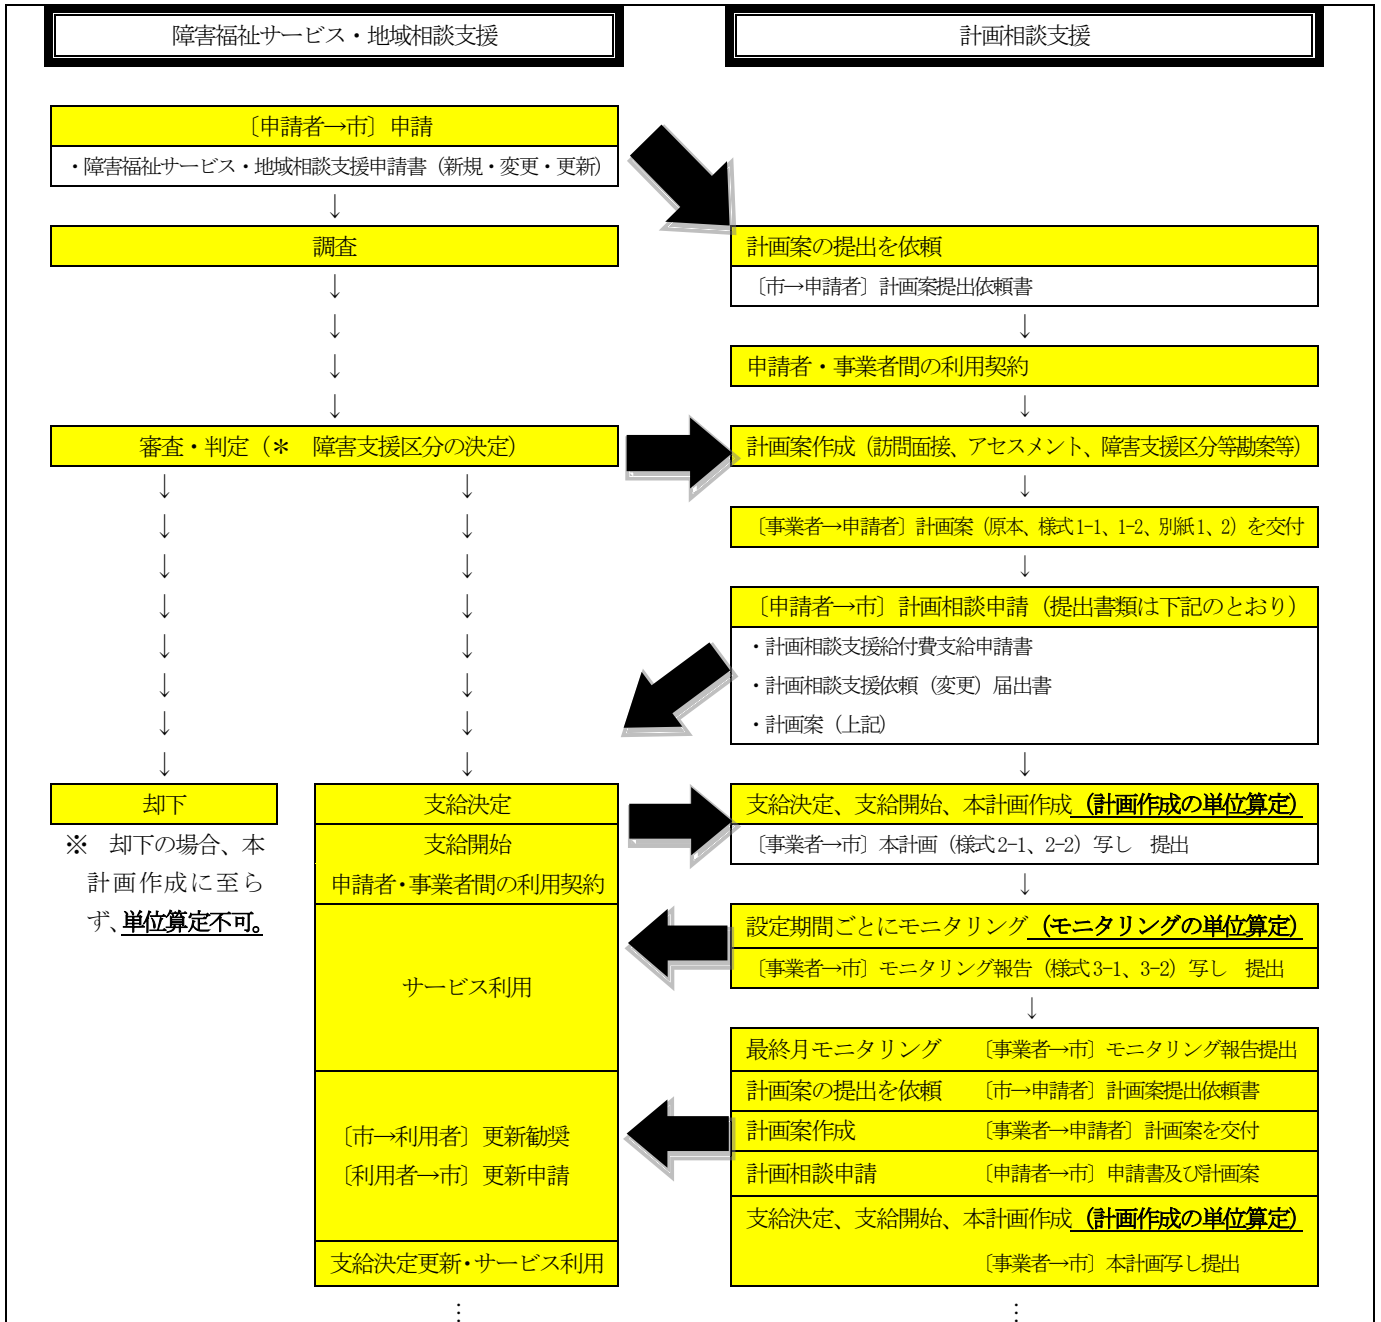 障害福祉サービス・地域相談支援
計画相談支援
〔申請者→市〕申請
・障害福祉サービス・地域相談支援申請書（新規・変更・更新）
↓
調査
↓
↓
↓
↓
審査・判定（＊　障害支援区分の決定）
↓　↓
↓　↓
↓　↓
↓　↓
↓　↓
↓　↓
↓　↓
↓　↓
却下
※　却下の場合、本
計画作成に至ら
ず、単位算定不可。
支給決定
支給開始
申請者・事業者間の利用契約
サービス利用
〔市→利用者〕更新勧奨
〔利用者→市〕更新申請
支給決定更新・サービス利用
⋮
計画案の提出を依頼
〔市→申請者〕計画案提出依頼書
↓
申請者・事業者間の利用契約
↓
計画案作成（訪問面接、アセスメント、障害支援区分等勘案等）
↓
〔事業者→申請者〕計画案（原本、様式1-1、1-2、別紙1、2）を交付
↓
〔申請者→市〕計画相談申請（提出書類は下記のとおり）
・計画相談支援給付費支給申請書
・計画相談支援依頼（変更）届出書
・計画案（上記）
↓
支給決定、支給開始、本計画作成（計画作成の単位算定）
〔事業者→市〕本計画（様式2-1、2-2）写し　提出
↓
設定期間ごとにモニタリング（モニタリングの単位算定）
〔事業者→市〕モニタリング報告（様式3-1、3-2）写し　提出
↓
最終月モニタリング　〔事業者→市〕モニタリング報告提出
計画案の提出を依頼　〔市→申請者〕計画案提出依頼書
計画案作成　〔事業者→申請者〕計画案を交付
計画相談申請　〔申請者→市〕申請書及び計画案
支給決定、支給開始、本計画作成（計画作成の単位算定）
〔事業者→市〕本計画写し提出
⋮